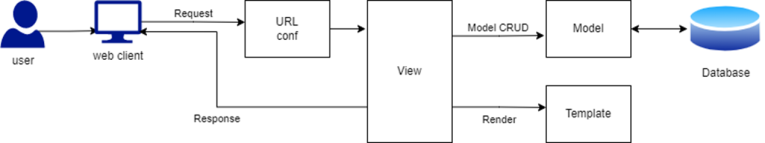 Request
URL
conf
Model CRUD
Model
user
web client
View
Database
Response
Render
Template